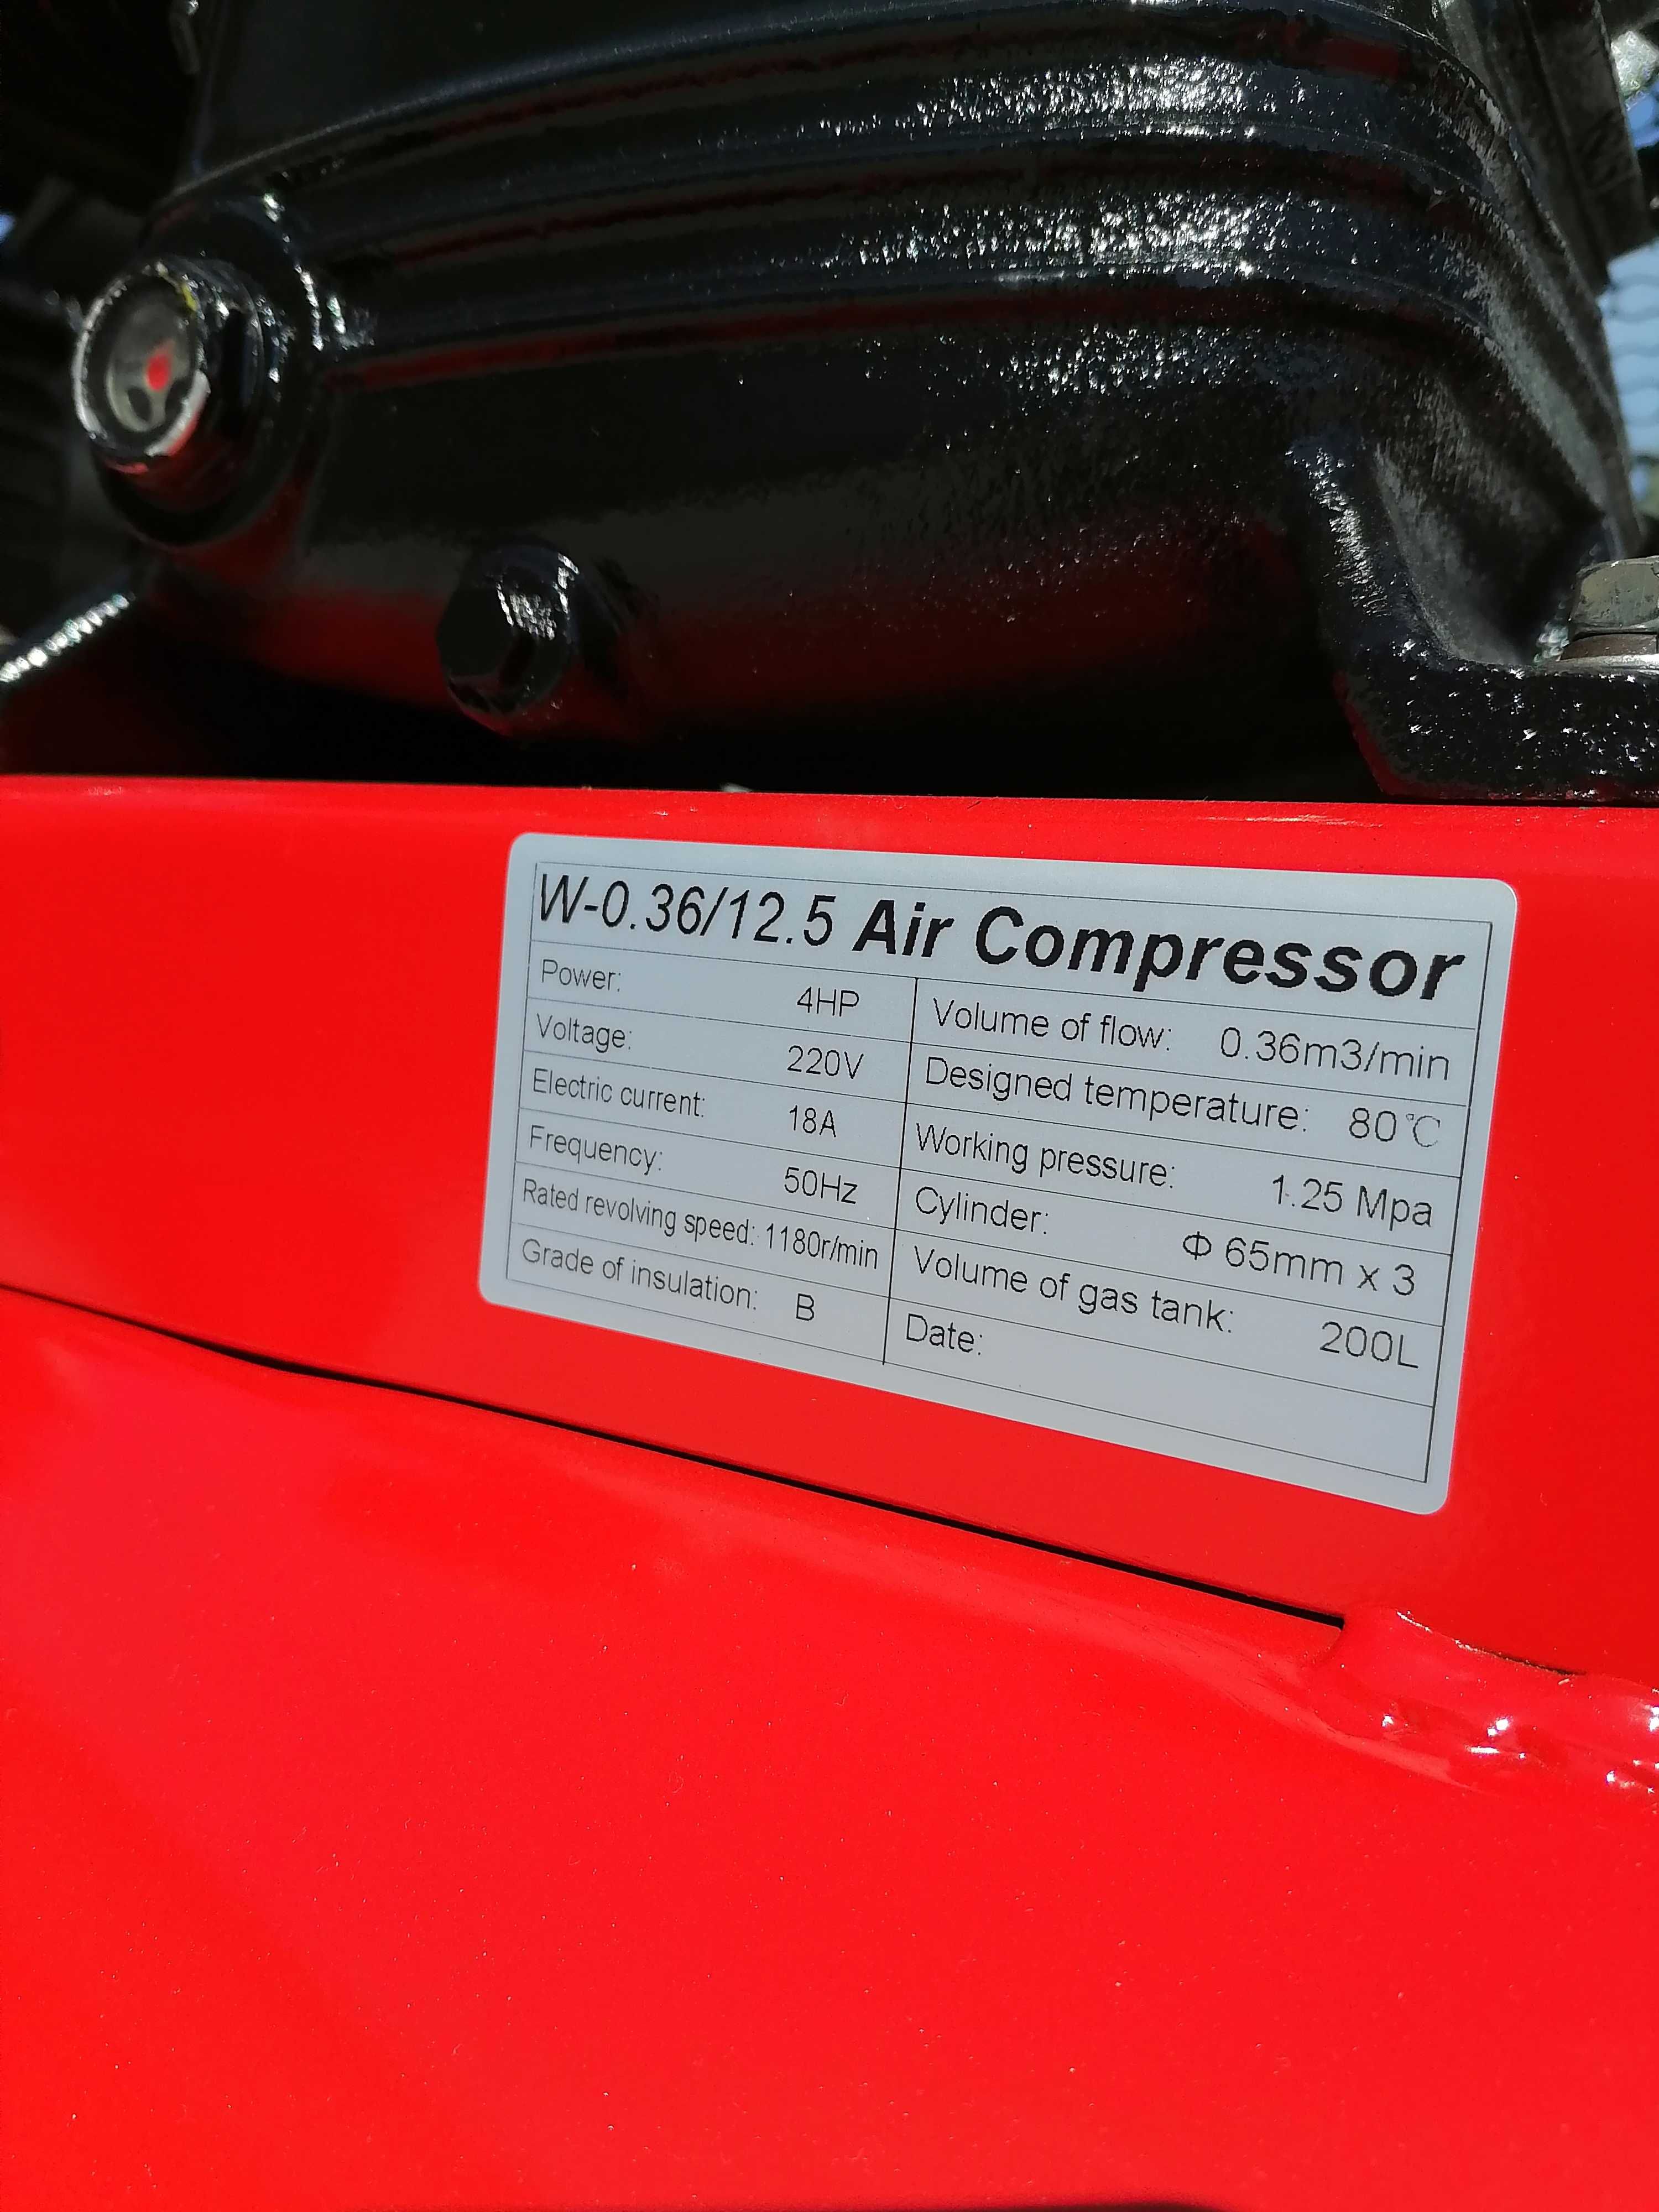 W-0.36/12.5 Air Compressor
Power: 4HP
Voltage: 220V
Electric current: 18A
Frequency: 50Hz
Rated revolving speed: 1180r/min
Grade of insulation: B
Volume of flow: 0.36m3/min
Designed temperature: 80℃
Working pressure: 1.25 Mpa
Cylinder: Φ 65mm x 3
Volume of gas tank: 200L
Date: